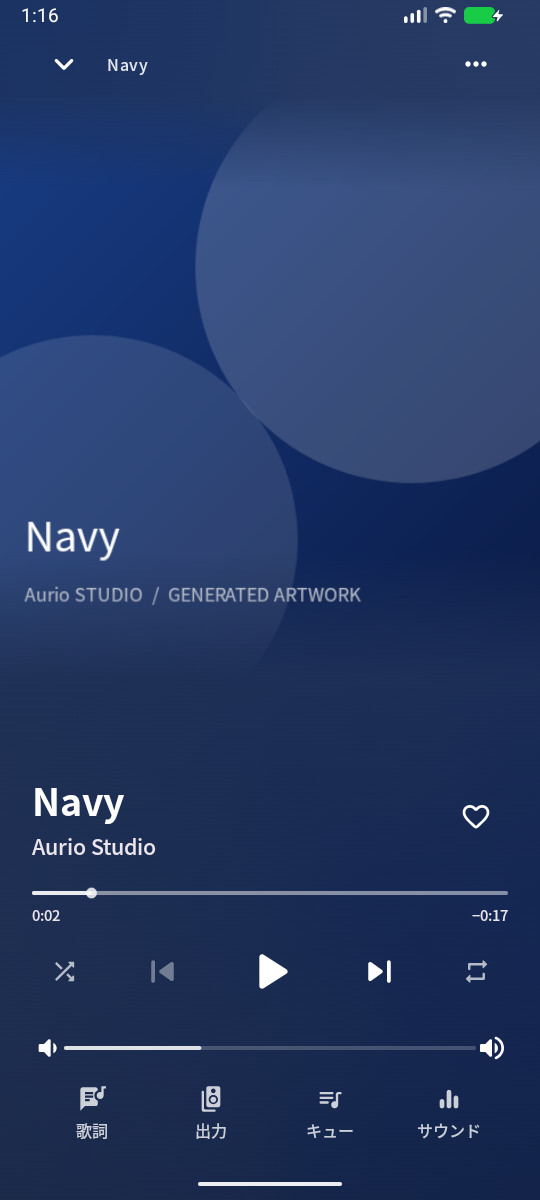 1:16
Navy
Navy
Aurio STUDIO / GENERATED ARTWORK
Navy
Aurio Studio
0:02 −0:17
歌詞 出力 キュー サウンド